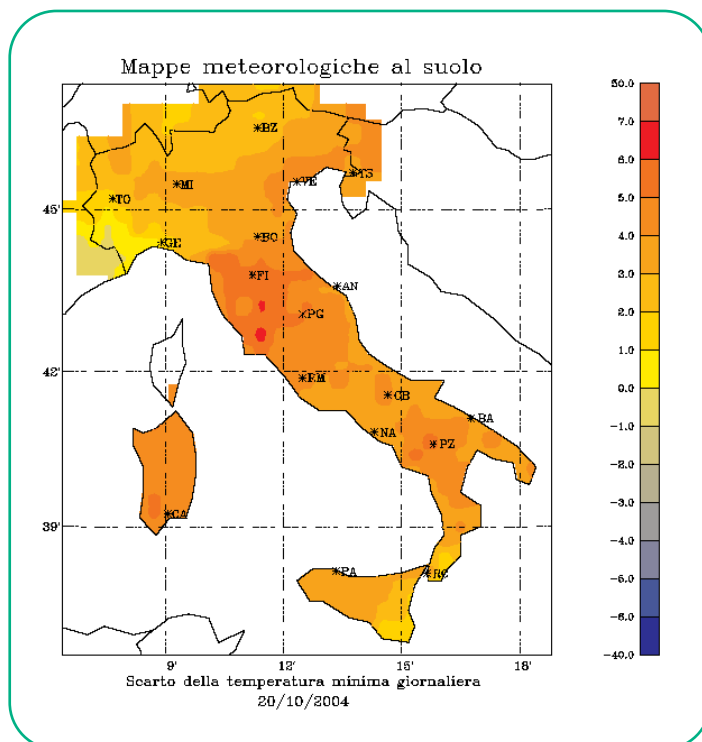 Mappe meteorologiche al suolo
50.0
7.0
6.0
5.0
4.0
3.0
2.0
1.0
0.0
-1.0
-2.0
-3.0
-4.0
-6.0
-6.0
-40.0
BZ
TS
VE
MI
TO
45'
BO
GE
FI
AN
PG
42'
RM
CB
BA
NA
PZ
CA
39'
PA
RC
9'
12'
15'
18'
Scarto della temperatura minima giornaliera
20/10/2004